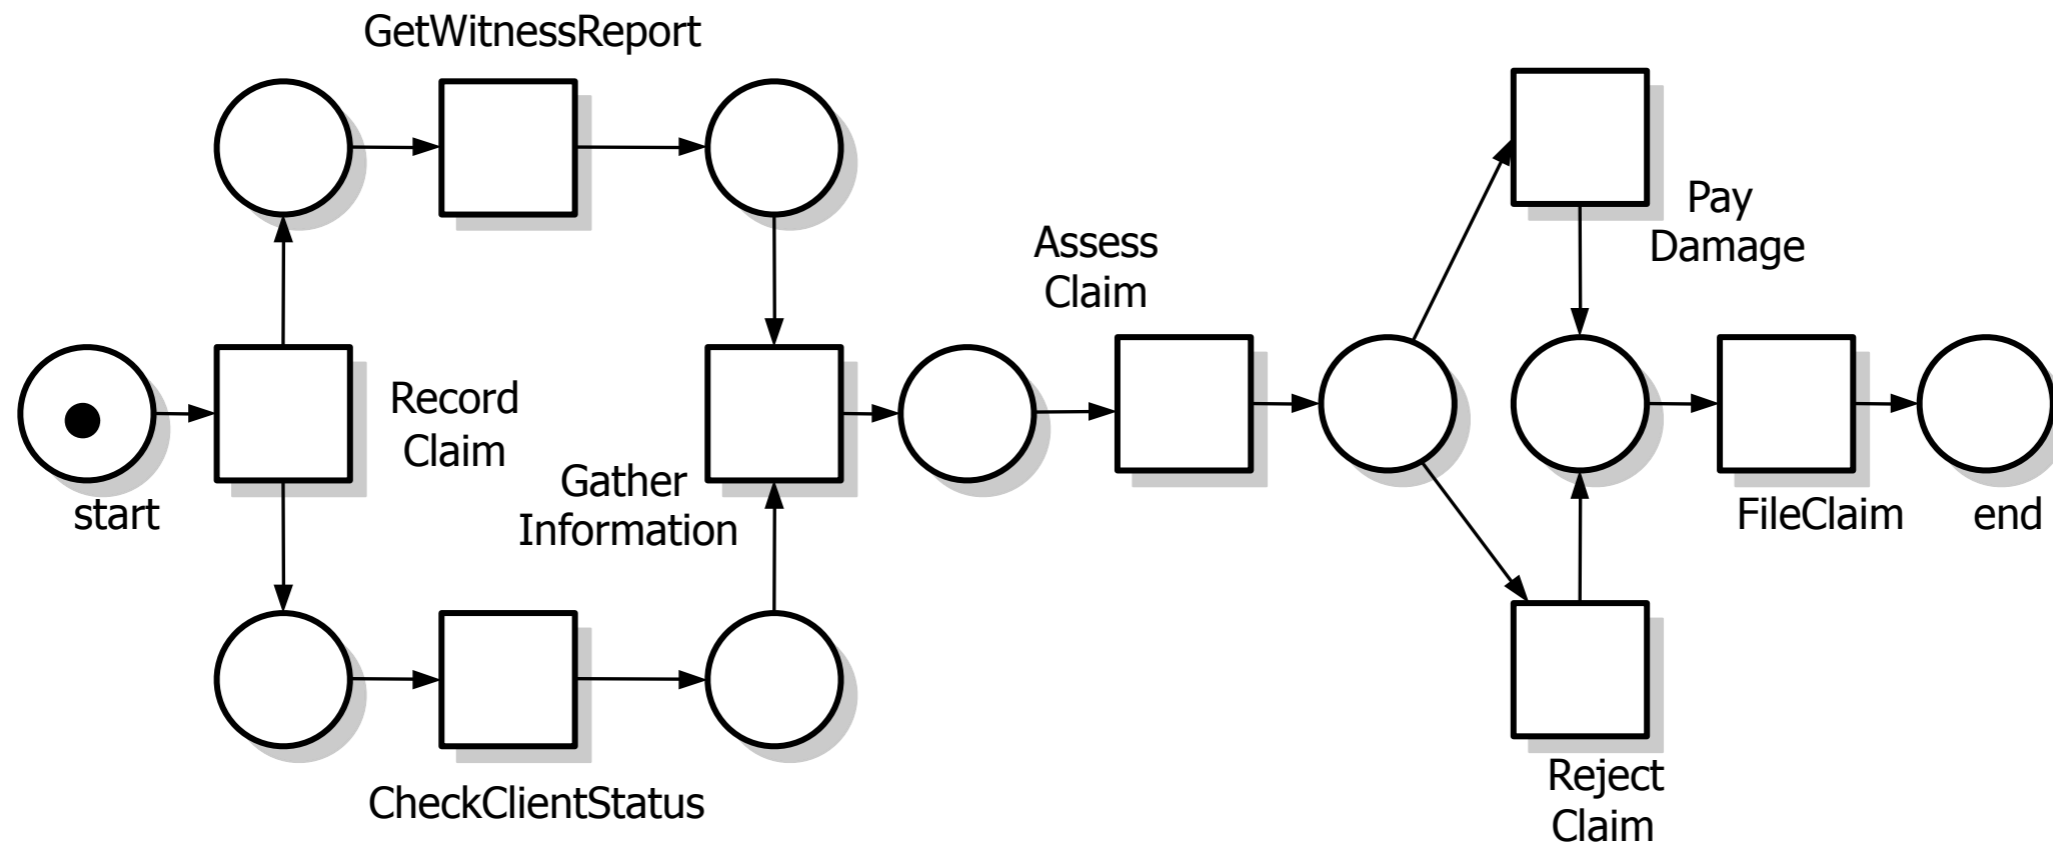 GetWitnessReport
Pay
Damage
Assess
Claim
Record
Claim
Gather
Information
start
FileClaim
end
CheckClientStatus
Reject
Claim